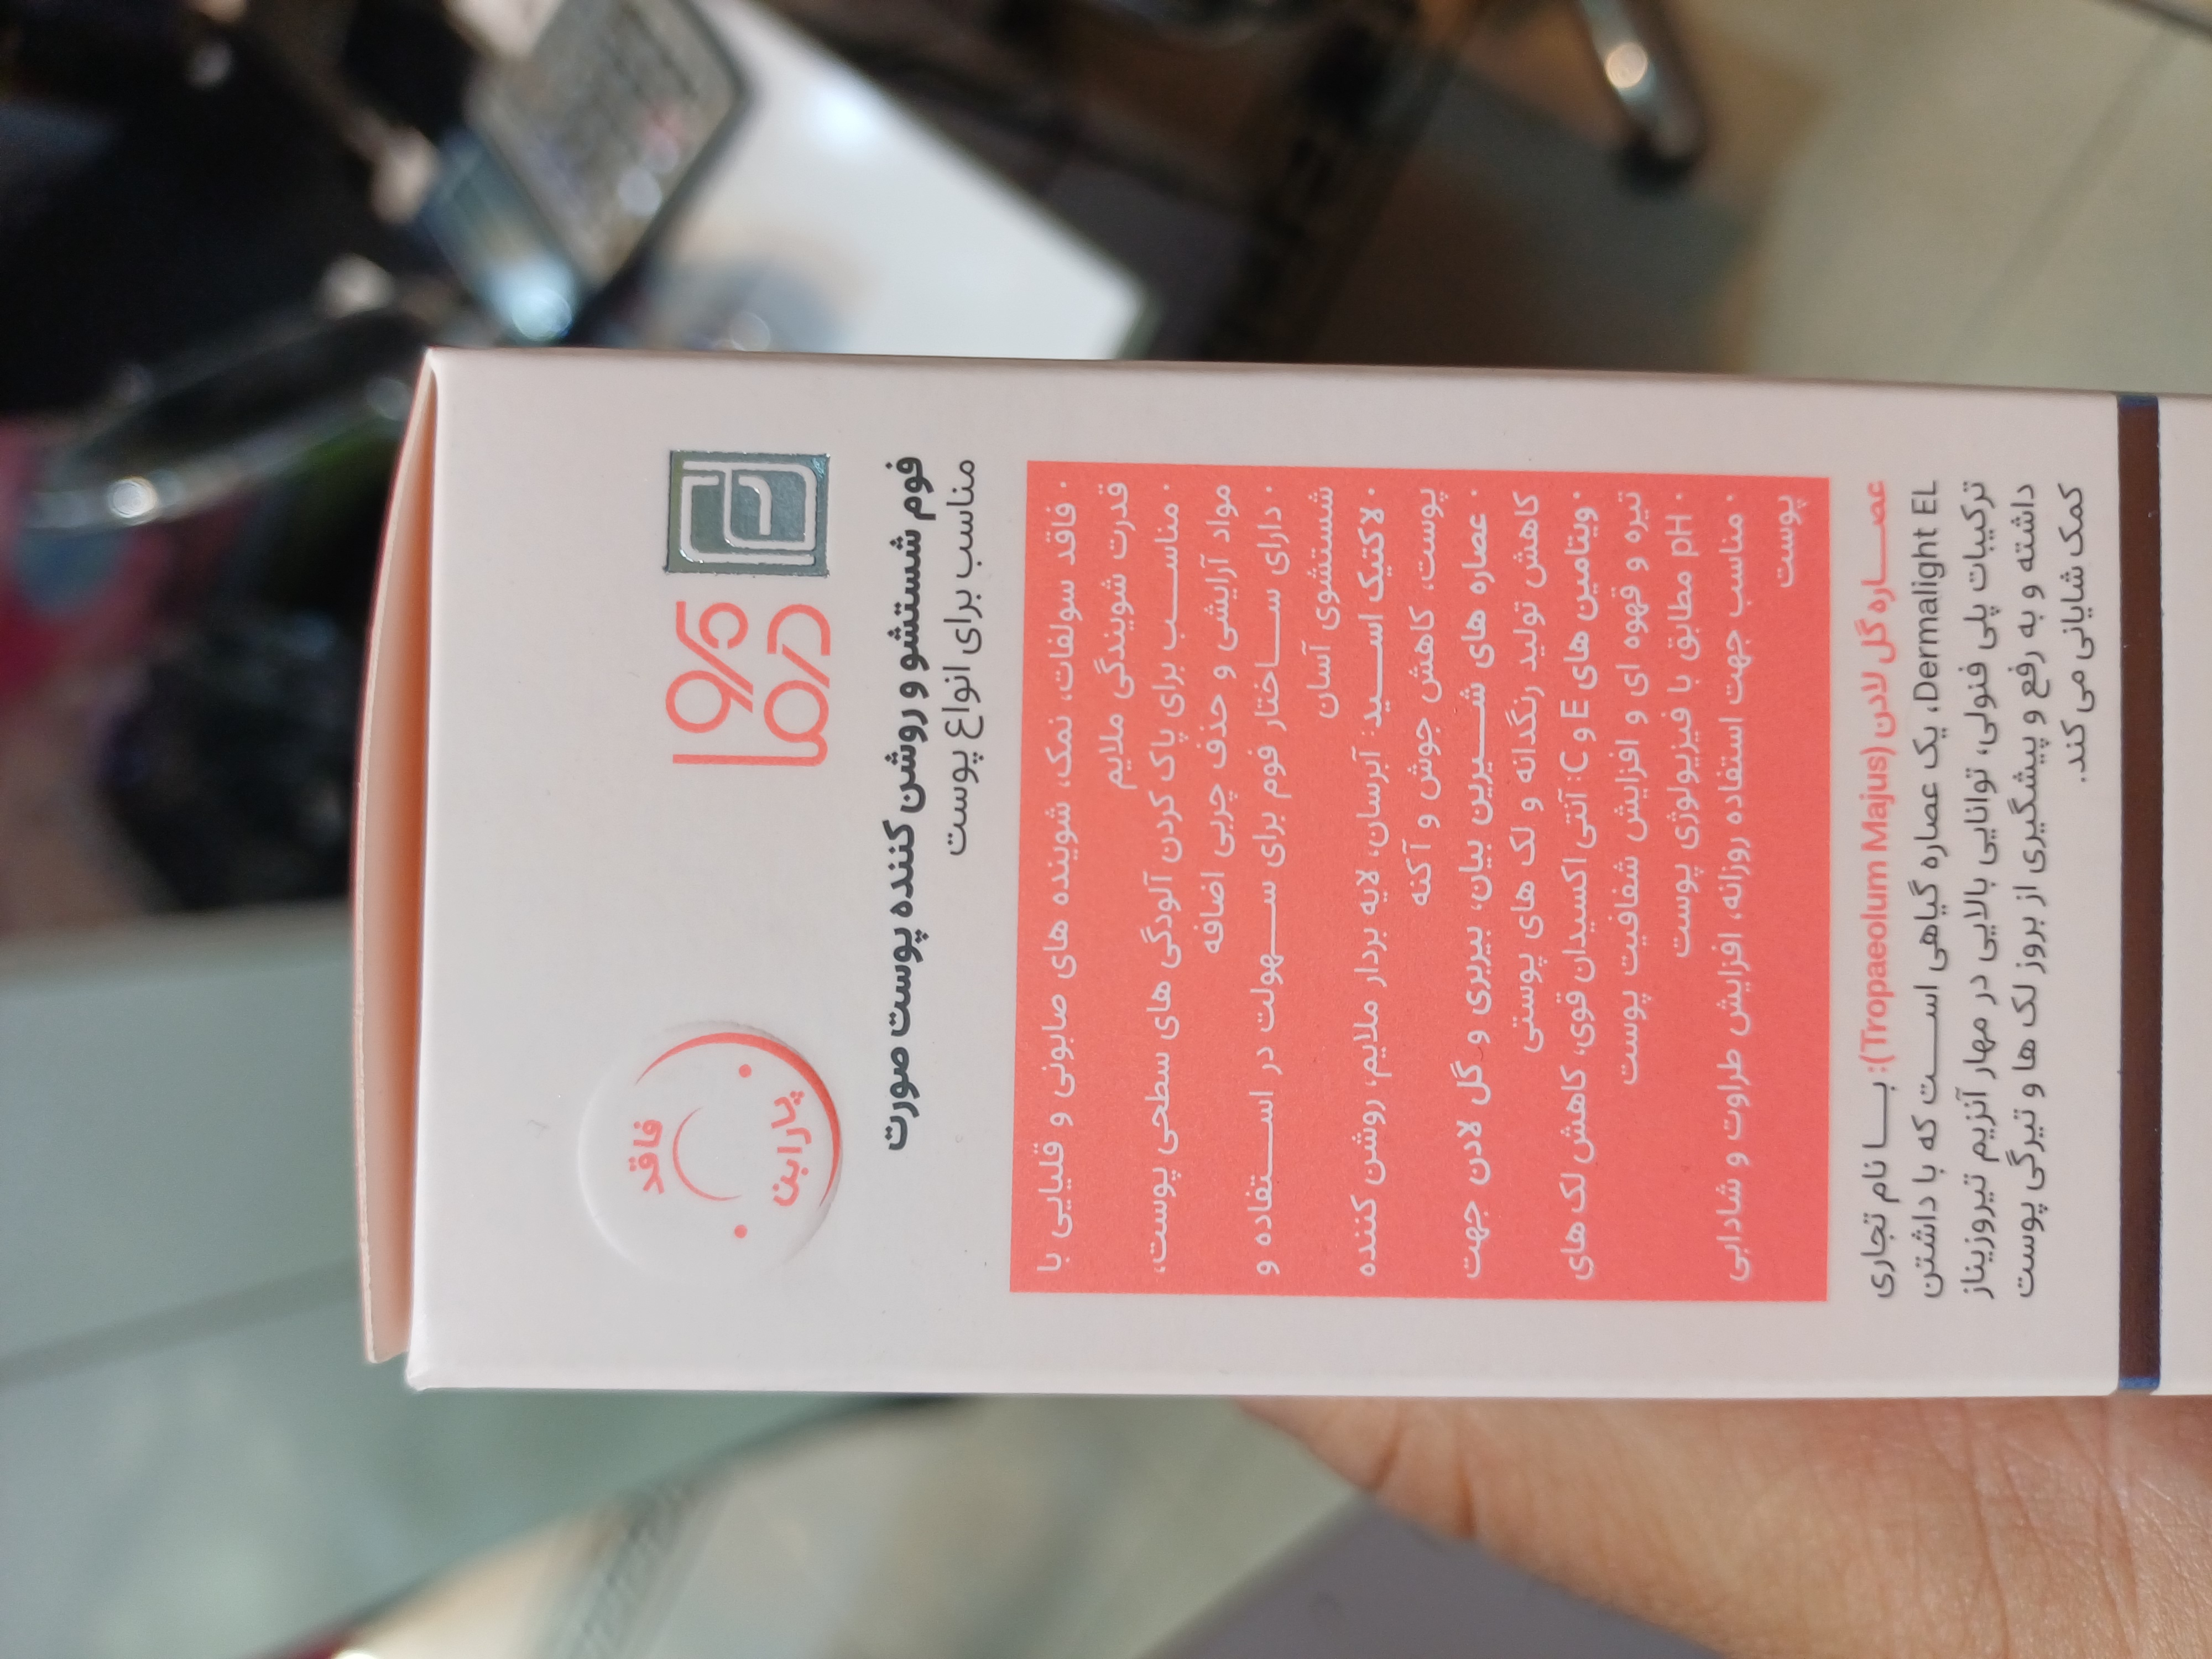 فاقد
پارابن
درما
کلین
فوم شستشو و روشن کننده پوست صورت
مناسب برای انواع پوست
• فاقد سولفات، نمک، شوینده های صابونی و قلیایی با
قدرت شویندگی ملایم
• مناسب برای پاک کردن آلودگی های سطحی پوست،
مواد آرایشی و حذف چربی اضافه
• دارای ساختار فوم برای سهولت در استفاده و
شستشوی آسان
• لاکتیک اسید: آبرسان، لایه بردار ملایم، روشن کننده
پوست، کاهش جوش و آکنه
• عصاره های شیرین بیان، بیربری و گل لادن جهت
کاهش تولید رنگدانه و لک های پوستی
• ویتامین های E و C: آنتی اکسیدان قوی، کاهش لک های
تیره و قهوه ای و افزایش شفافیت پوست
• pH مطابق با فیزیولوژی پوست
• مناسب جهت استفاده روزانه، افزایش طراوت و شادابی
پوست
عصاره گل لادن (Tropaeolum Majus): با نام تجاری
Dermalight EL، یک عصاره گیاهی است که با داشتن
ترکیبات پلی فنولی، توانایی بالایی در مهار آنزیم تیروزیناز
داشته و به رفع و پیشگیری از بروز لک ها و تیرگی پوست
کمک شایانی می کند.